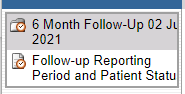 6 Month Follow-Up 02 Ju
2021
Follow-up Reporting
Period and Patient Statu